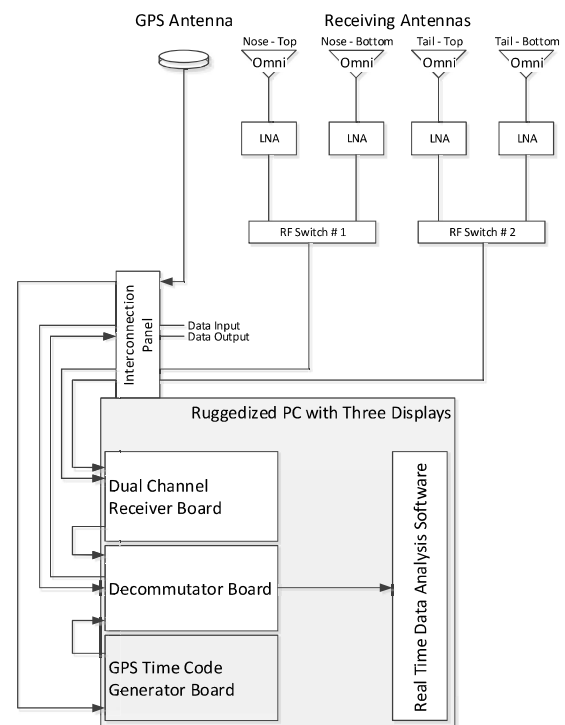 GPS Antenna
Receiving Antennas
Nose - Top
Nose - Bottom
Tail - Top
Tail - Bottom
Omni
Omni
Omni
Omni
LNA
LNA
LNA
LNA
RF Switch # 1
RF Switch # 2
Interconnection
Panel
Data Input
Data Output
Ruggedized PC with Three Displays
Dual Channel
Receiver Board
Decommutator Board
GPS Time Code
Generator Board
Real Time Data Analysis Software